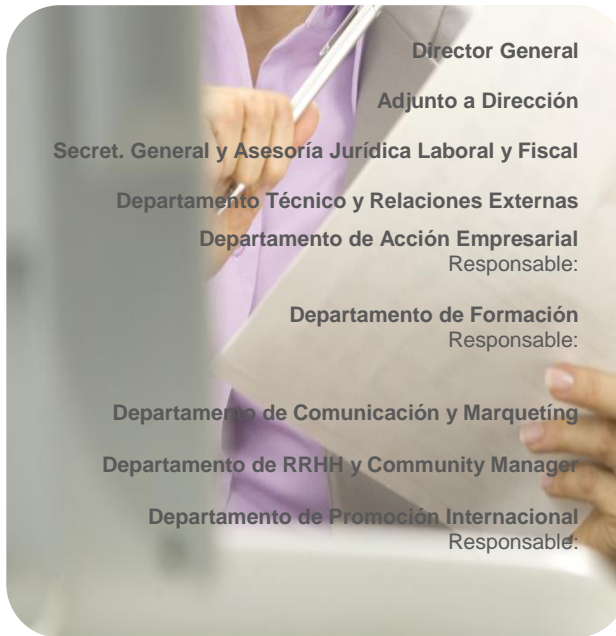 Director General
Adjunto a Dirección
Secret. General y Asesoría Jurídica Laboral y Fiscal
Departamento Técnico y Relaciones Externas
Departamento de Acción Empresarial
Responsable:
Departamento de Formación
Responsable:
Departamento de Comunicación y Marquetíng
Departamento de RRHH y Community Manager
Departamento de Promoción Internacional
Responsable: